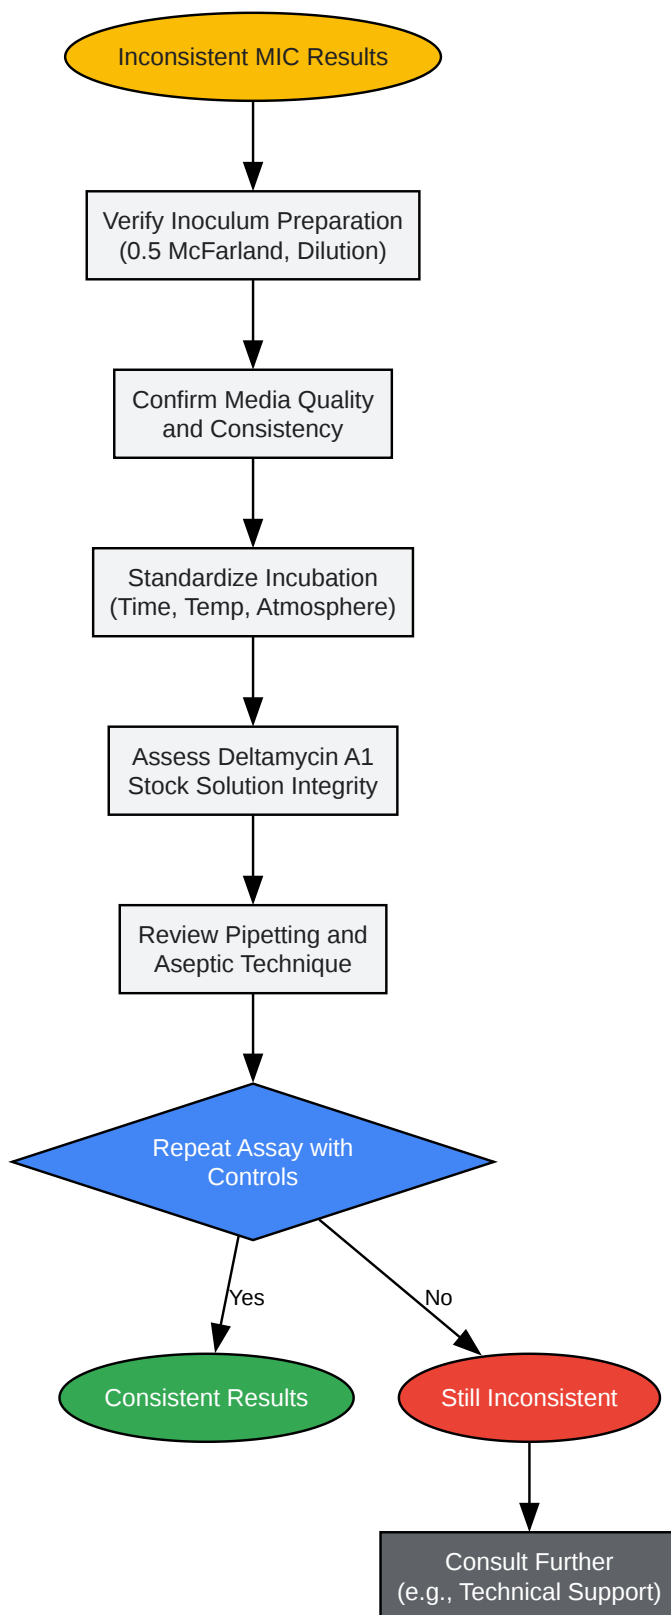 Inconsistent MIC Results
Verify Inoculum Preparation
(0.5 McFarland, Dilution)
Confirm Media Quality
and Consistency
Standardize Incubation
(Time, Temp, Atmosphere)
Assess Deltamycin A1
Stock Solution Integrity
Review Pipetting and
Aseptic Technique
Repeat Assay with
Controls
Yes
No
Consistent Results
Still Inconsistent
Consult Further
(e.g., Technical Support)